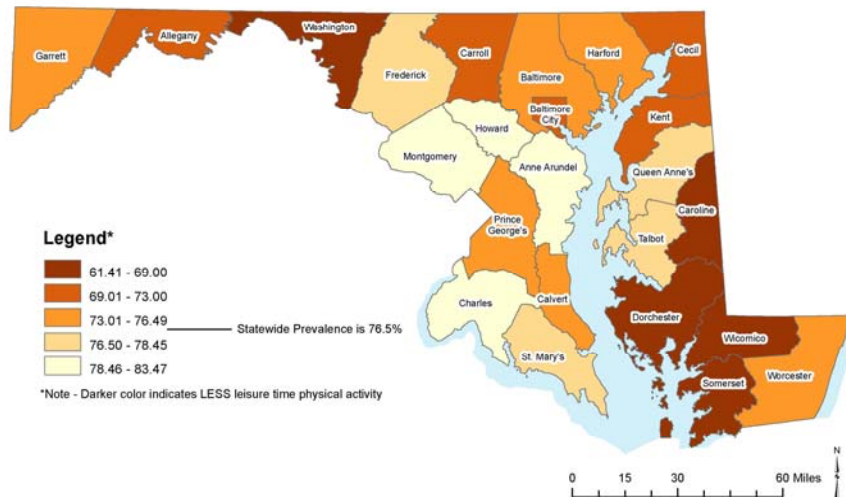 Garrett
Allegany
Washington
Frederick
Carroll
Baltimore
Harford
Cecil
Baltimore
City
Kent
Howard
Montgomery
Anne Arundel
Queen Anne's
Caroline
Prince
George's
Talbot
Charles
Calvert
Dorchester
St. Mary's
Wicomico
Somerset
Worcester
Legend*
61.41 - 69.00
69.01 - 73.00
73.01 - 76.49
Statewide Prevalence is 76.5%
76.50 - 78.45
78.46 - 83.47
*Note - Darker color indicates LESS leisure time physical activity
N
0 15 30 60 Miles